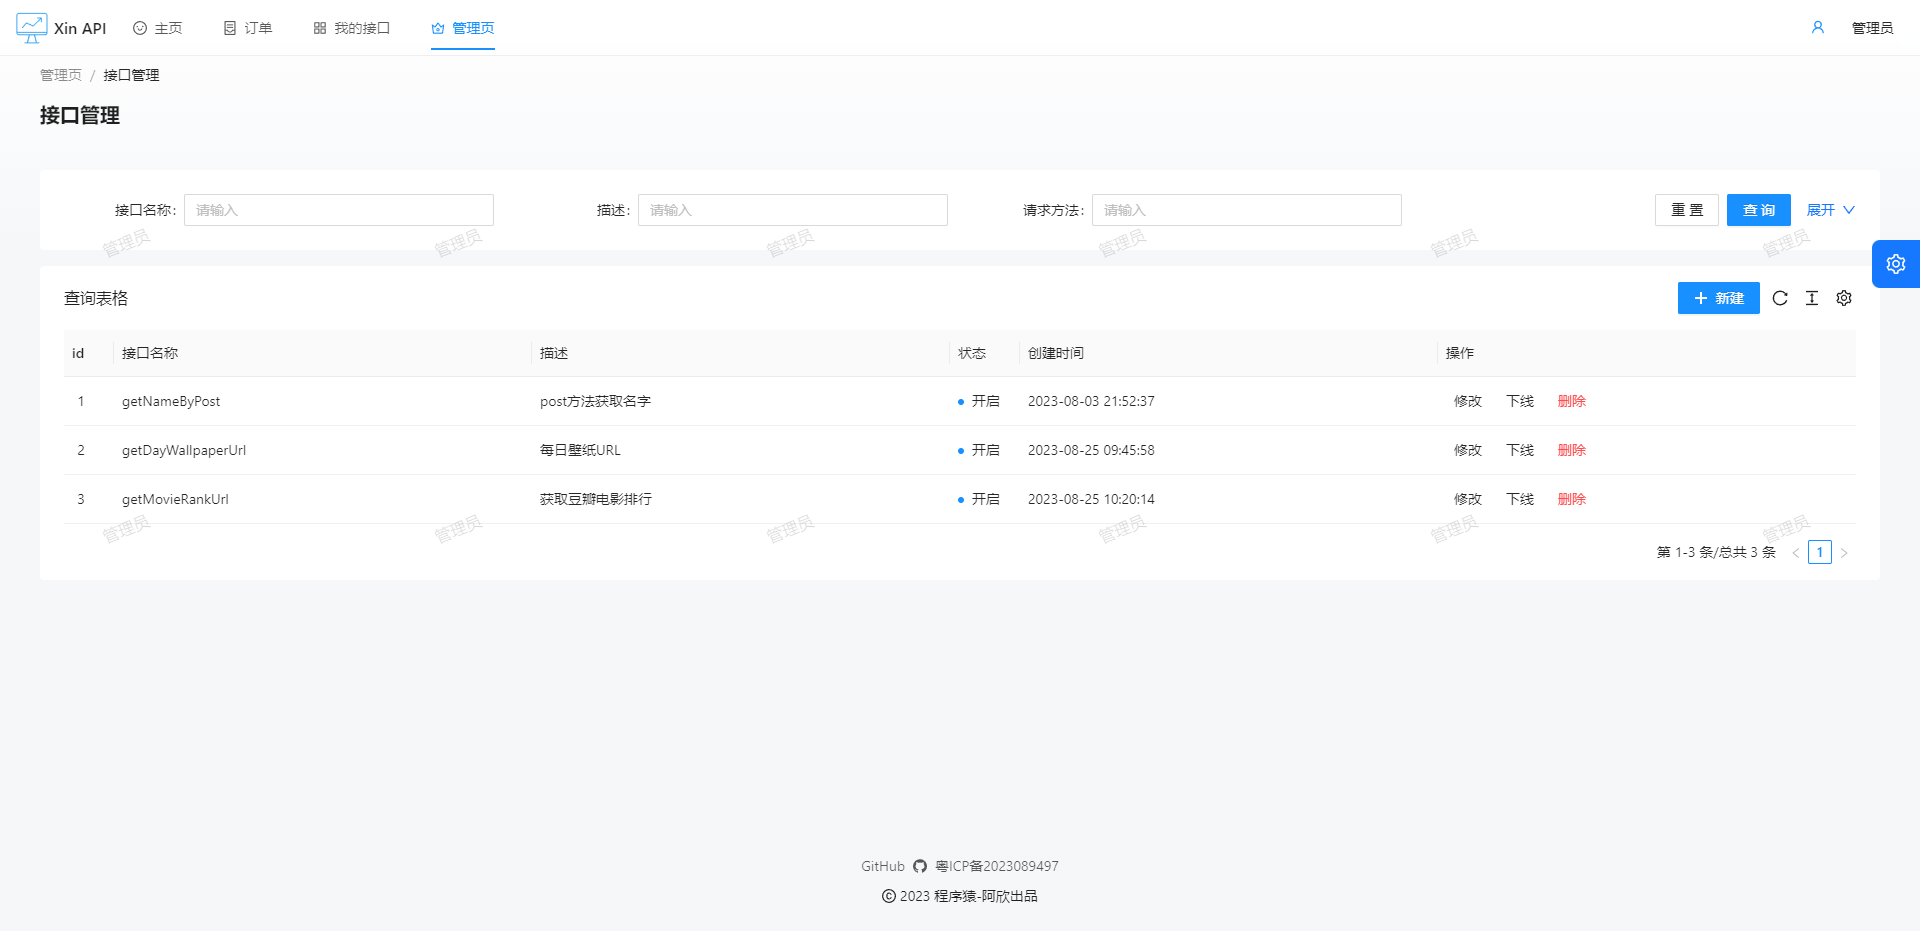 Xin API 主页 订单 我的接口 管理页 管理员
管理页 / 接口管理
接口管理
接口名称: 请输入 描述: 请输入 请求方法: 请输入 重 置 查 询 展开
管理员 管理员 管理员 管理员 管理员 管理员
查询表格 新建
id 接口名称 描述 状态 创建时间 操作
1 getNameByPost post方法获取名字 开启 2023-08-03 21:52:37 修改 下线 删除
2 getDayWallpaperUrl 每日壁纸URL 开启 2023-08-25 09:45:58 修改 下线 删除
3 getMovieRankUrl 获取豆瓣电影排行 开启 2023-08-25 10:20:14 修改 下线 删除
管理员 管理员 管理员 管理员 管理员 管理员
第 1-3 条/总共 3 条 < 1 >
GitHub 粤ICP备2023089497
© 2023 程序猿-阿欣出品